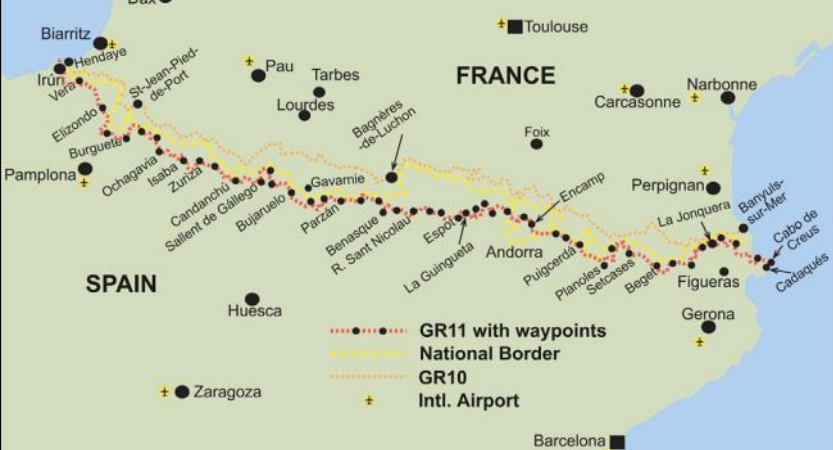 Dax
Biarritz
Toulouse
Hendaye
Irún
Vera
St-Jean-Pied-
de-Port
Pau
Tarbes
FRANCE
Lourdes
Carcasonne
Narbonne
Elizondo
Bagnères
-de-Luchon
Foix
Burguete
Pamplona
Ochagavia
Isaba
Zuriza
Candanchú
Sallent de Gállego
Gavarnie
Bujaruelo
Parzán
Benasque
R. Sant Nicolau
Espot
La Guingueta
Encamp
Andorra
Perpignan
Banyuls-
sur-Mer
La Jonquera
Cabo de
Creus
Cadaqués
Puigcerdà
Planoles
Setcases
Beget
Figueras
SPAIN
Huesca
Gerona
GR11 with waypoints
National Border
GR10
Intl. Airport
Zaragoza
Barcelona